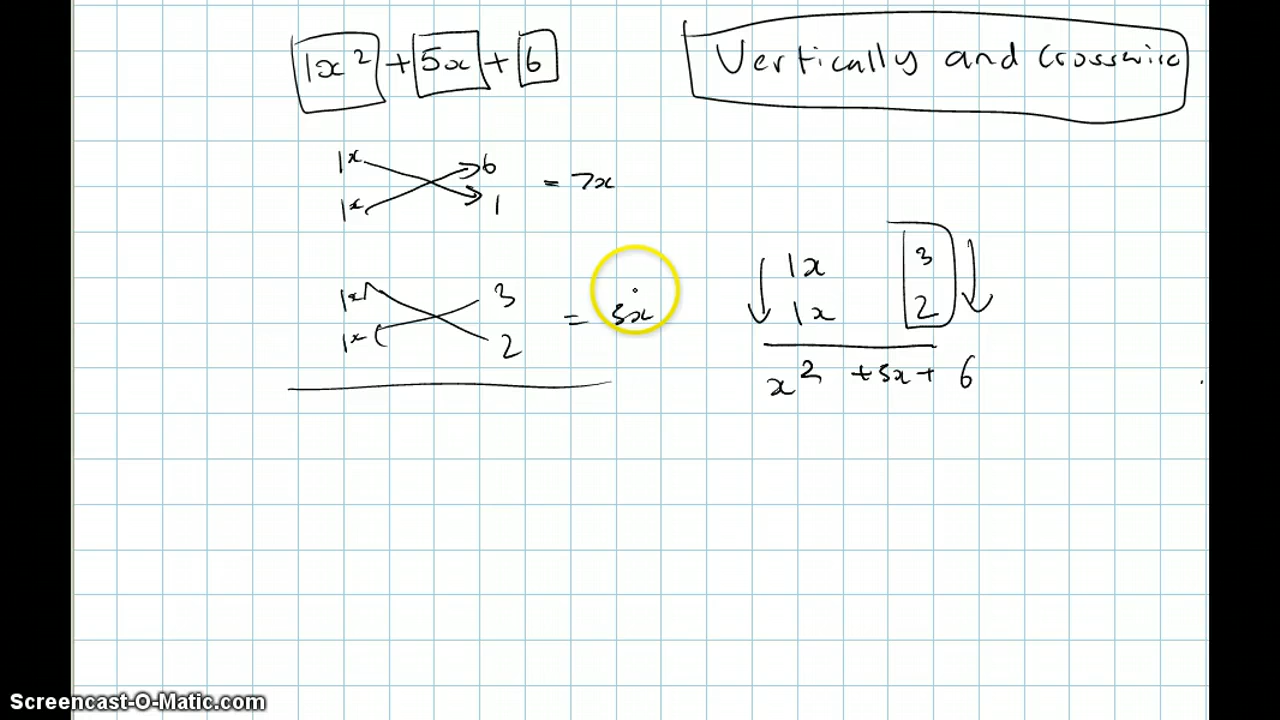 1x² + 5x + 6
Vertically and Crosswise
1x 6
1x 1 = 7x
1x 3
1x 2 = 5x
1x 3
1x 2
x² + 5x + 6
Screencast-O-Matic.com